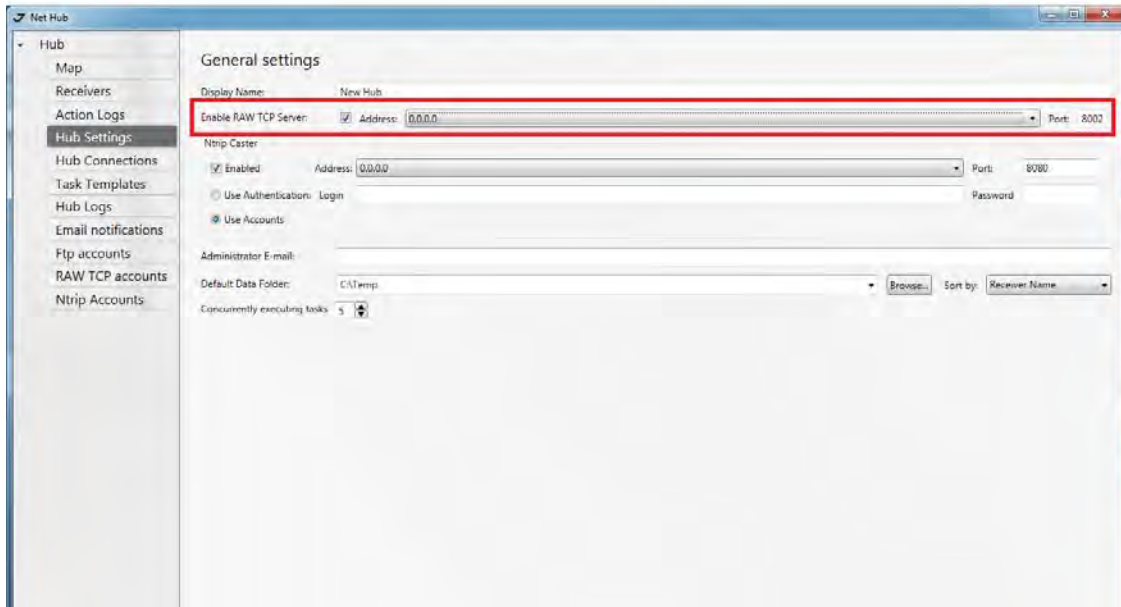 Net Hub
Hub
Map
Receivers
Action Logs
Hub Settings
Hub Connections
Task Templates
Hub Logs
Email notifications
Ftp accounts
RAW TCP accounts
Ntrip Accounts
General settings
Display Name: New Hub
Enable RAW TCP Server: Address: 0.0.0.0 Port: 8002
Ntrip Caster
Enabled Address: 0.0.0.0 Port: 8080
Use Authentication: Login Password
Use Accounts
Administrator E-mail:
Default Data Folder: C:\Temp Browse... Sort by: Receiver Name
Concurrently executing tasks 5